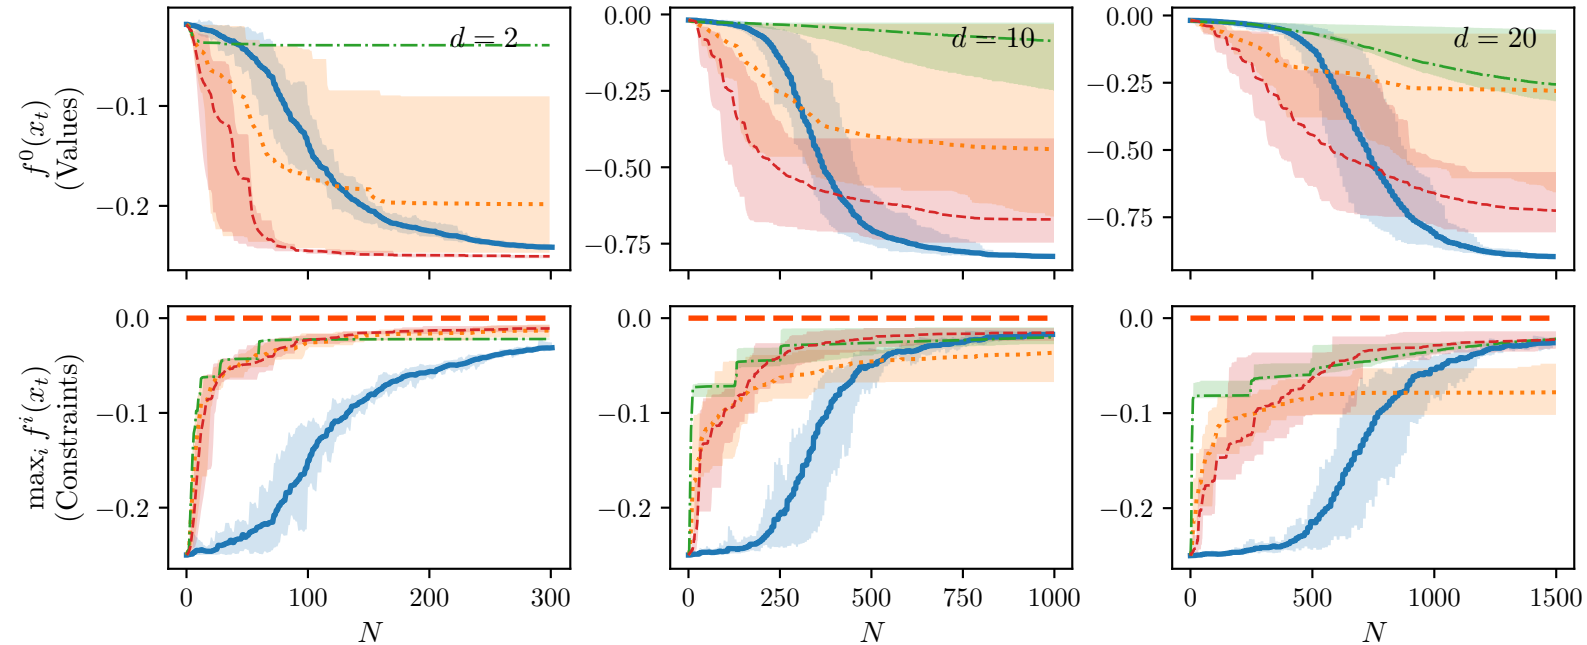 d = 2
d = 10
d = 20
f⁰(x_t)
(Values)
−0.1
−0.2
0.00
−0.25
−0.50
−0.75
0.00
−0.25
−0.50
−0.75
max_i fⁱ(x_t)
(Constraints)
0.0
−0.1
−0.2
0.0
−0.1
−0.2
0.0
−0.1
−0.2
0 100 200 300
0 250 500 750 1000
0 500 1000 1500
N
N
N